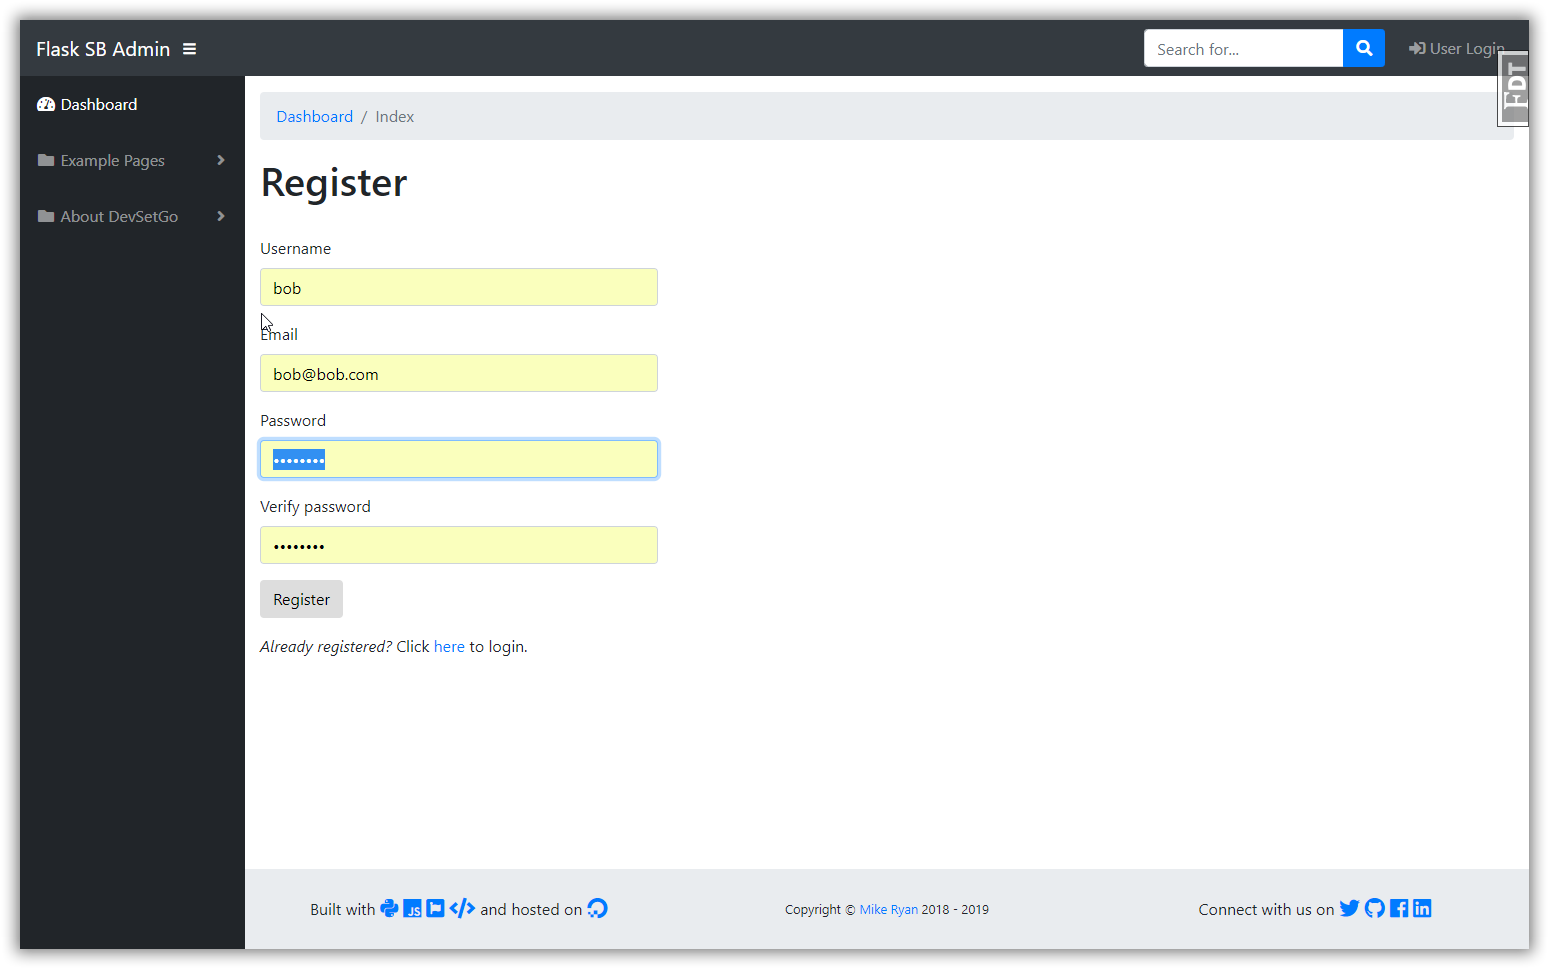 Flask SB Admin
Search for...
User Login
FDT
Dashboard
Example Pages
About DevSetGo
Dashboard / Index
Register
Username
bob
Email
bob@bob.com
Password
••••••••
Verify password
••••••••
Register
Already registered? Click here to login.
Built with JS </> and hosted on
Copyright © Mike Ryan 2018 - 2019
Connect with us on